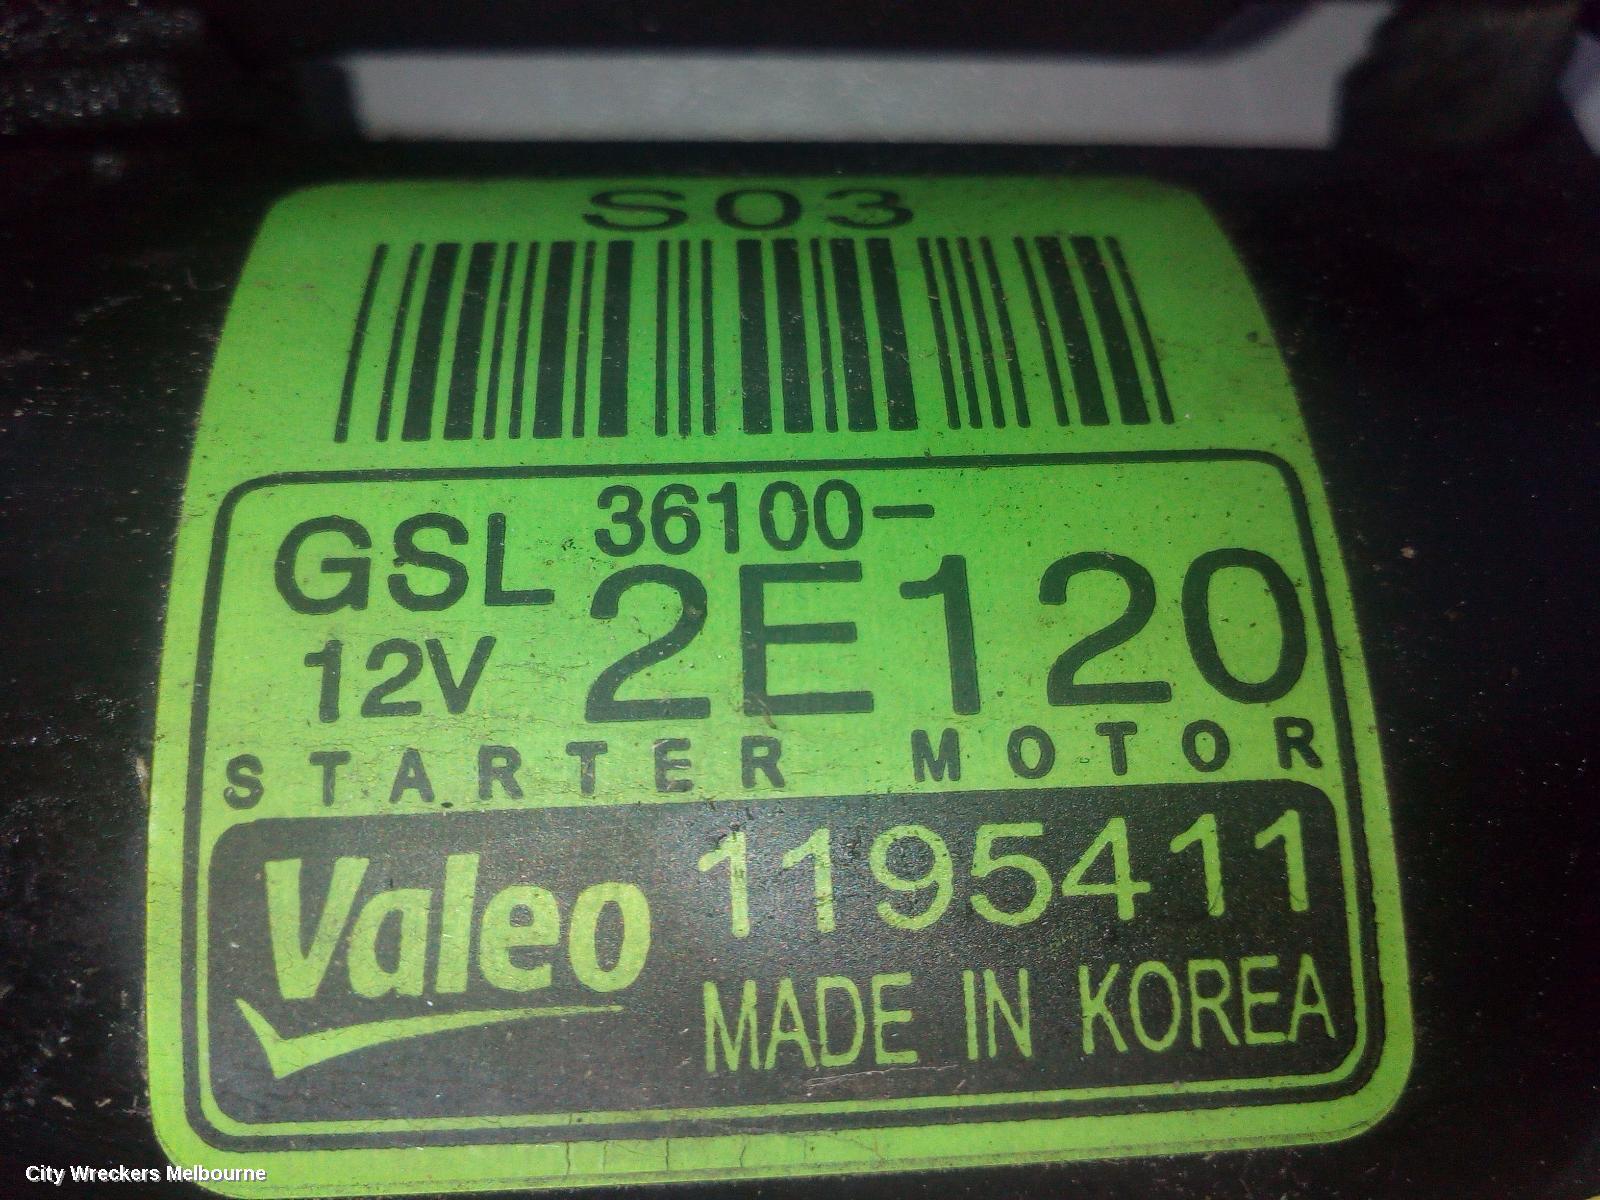 S03
GSL 36100-
12V 2E120
STARTER MOTOR
Valeo 1195411
MADE IN KOREA
City Wreckers Melbourne